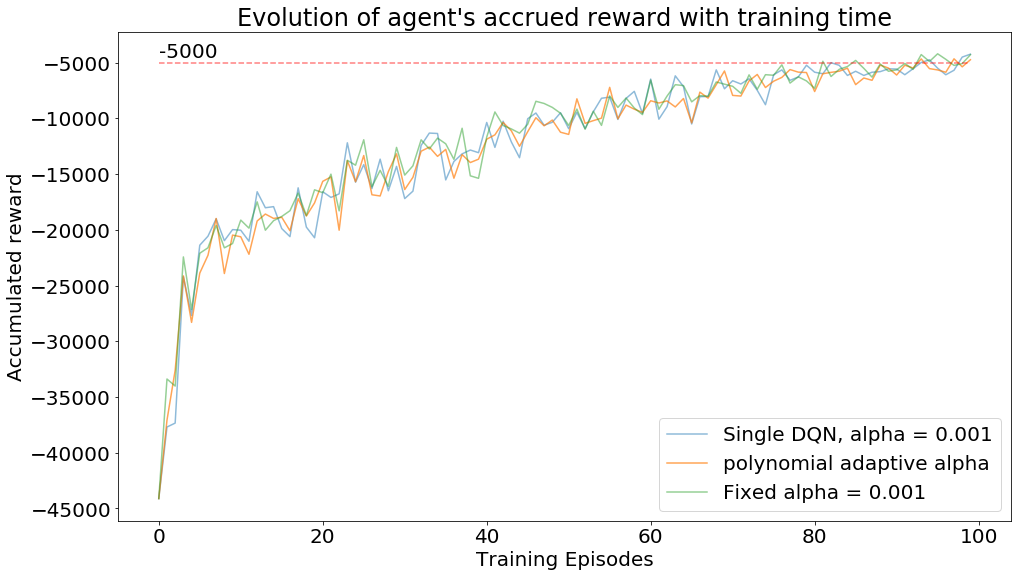 Evolution of agent's accrued reward with training time
-5000
−5000
−10000
−15000
−20000
−25000
−30000
−35000
−40000
−45000
Accumulated reward
Single DQN, alpha = 0.001
polynomial adaptive alpha
Fixed alpha = 0.001
0 20 40 60 80 100
Training Episodes